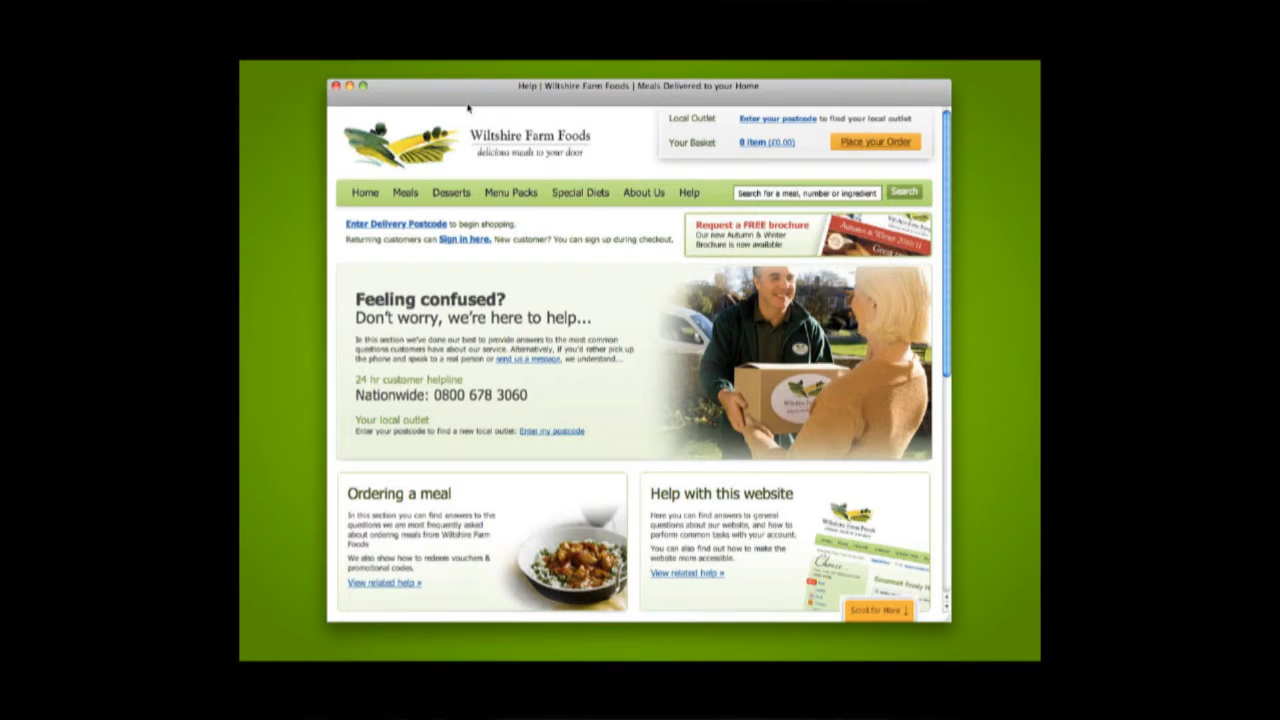 Help | Wiltshire Farm Foods | Meals Delivered to your Home
Wiltshire Farm Foods
delicious meals to your door
Local Outlet Enter your postcode to find your local outlet
Your Basket 0 item (£0.00) Place your Order
Home Meals Desserts Menu Packs Special Diets About Us Help Search for a meal, number or ingredient Search
Enter Delivery Postcode to begin shopping.
Returning customers can Sign in here. New customer? You can sign up during checkout.
Request a FREE brochure
Our new Autumn & Winter
Brochure is now available
Autumn & Winter 2010/11
Feeling confused?
Don't worry, we're here to help...
In this section we've done our best to provide answers to the most common
questions customers have about our service. Alternatively, if you'd rather pick up
the phone and speak to a real person or send us a message, we understand...
24 hr customer helpline
Nationwide: 0800 678 3060
Your local outlet
Enter your postcode to find a new local outlet: Enter my postcode
Ordering a meal
In this section you can find answers to the
questions we are most frequently asked
about ordering meals from Wiltshire Farm
Foods
We also show how to redeem vouchers &
promotional codes.
View related help »
Help with this website
Here you can find answers to general
questions about our website, and how to
perform common tasks with your account.
You can also find out how to make the
website more accessible.
View related help »
Wiltshire Farm Foods
Choose
Scroll for More ↓